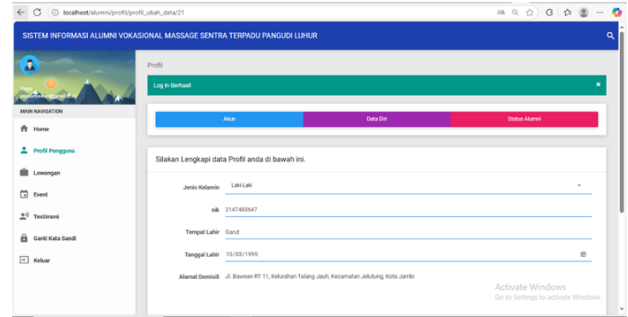 localhost/alumni/profil/profil_ubah_data/21
SISTEM INFORMASI ALUMNI VOKASIONAL MASSAGE SENTRA TERPADU PANGUDI LUHUR
MAIN NAVIGATION
Home
Profil Pengguna
Lowongan
Event
Testimoni
Ganti Kata Sandi
Keluar
Profil
Log In Berhasil
Akun
Data Diri
Status Alumni
Silakan Lengkapi data Profil anda di bawah ini.
Jenis Kelamin Laki-Laki
nik 2147483647
Tempat Lahir Garut
Tanggal Lahir 10/03/1995
Alamat Domisili Jl. Bawean RT 11, Kelurahan Talang Jauh, Kecamatan Jelutung, Kota Jambi
Activate Windows
Go to Settings to activate Windows.